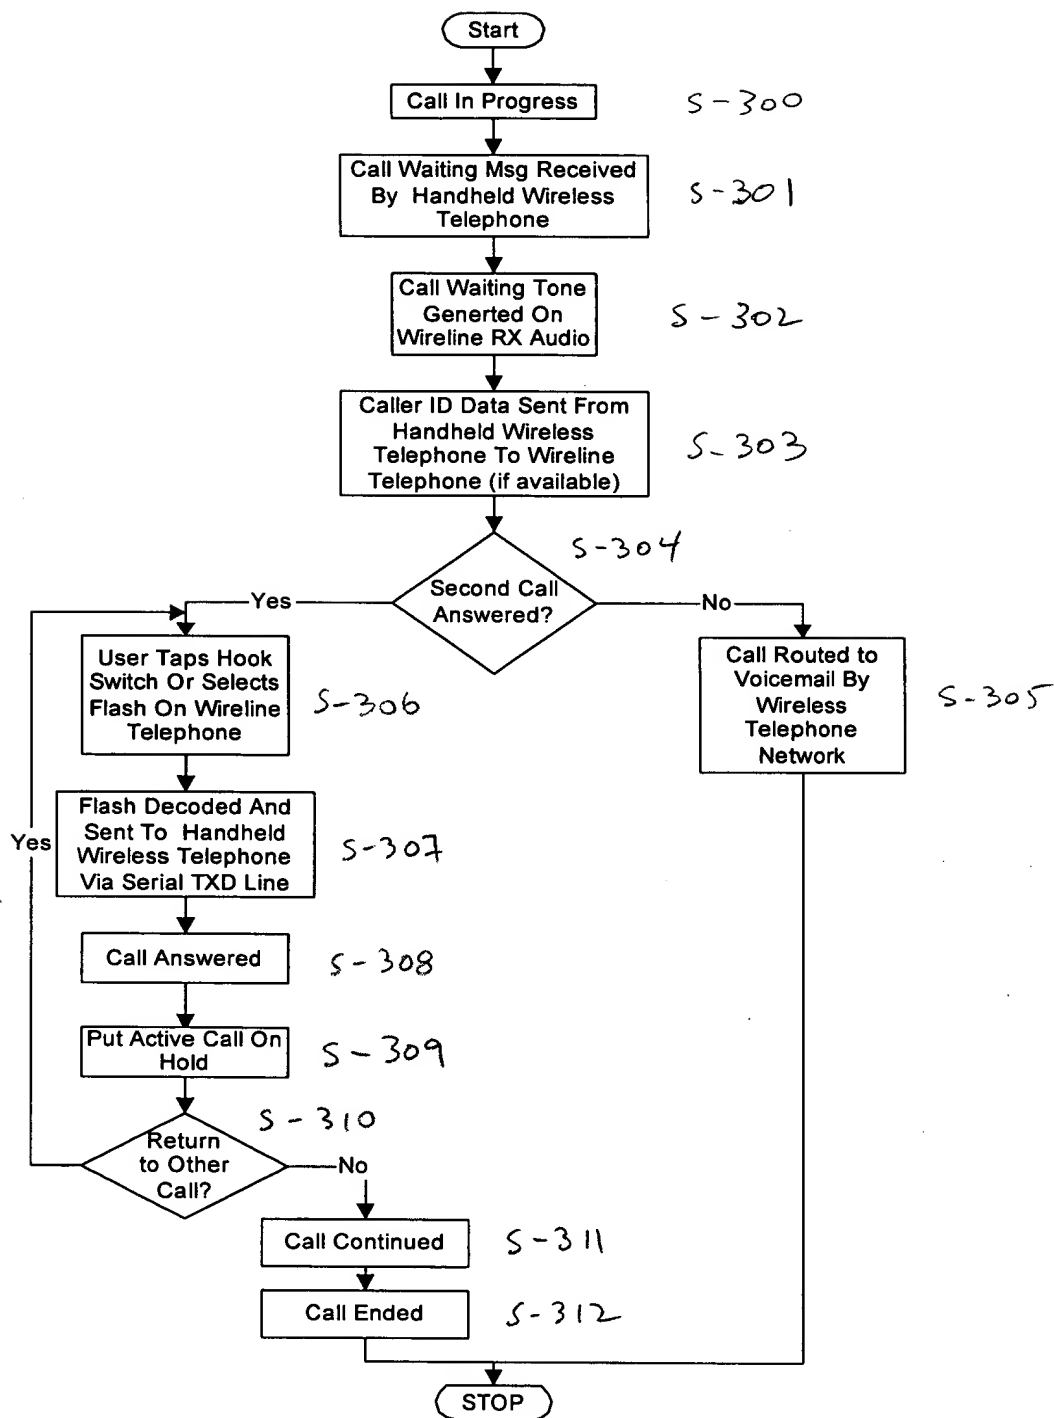 Start
Call In Progress
S-300
Call Waiting Msg Received
By Handheld Wireless
Telephone
S-301
Call Waiting Tone
Generted On
Wireline RX Audio
S-302
Caller ID Data Sent From
Handheld Wireless
Telephone To Wireline
Telephone (if available)
S-303
S-304
Second Call
Answered?
Yes
No
User Taps Hook
Switch Or Selects
Flash On Wireline
Telephone
S-306
Call Routed to
Voicemail By
Wireless
Telephone
Network
S-305
Flash Decoded And
Sent To Handheld
Wireless Telephone
Via Serial TXD Line
S-307
Yes
Call Answered
S-308
Put Active Call On
Hold
S-309
S-310
Return
to Other
Call?
No
Call Continued
S-311
Call Ended
S-312
STOP